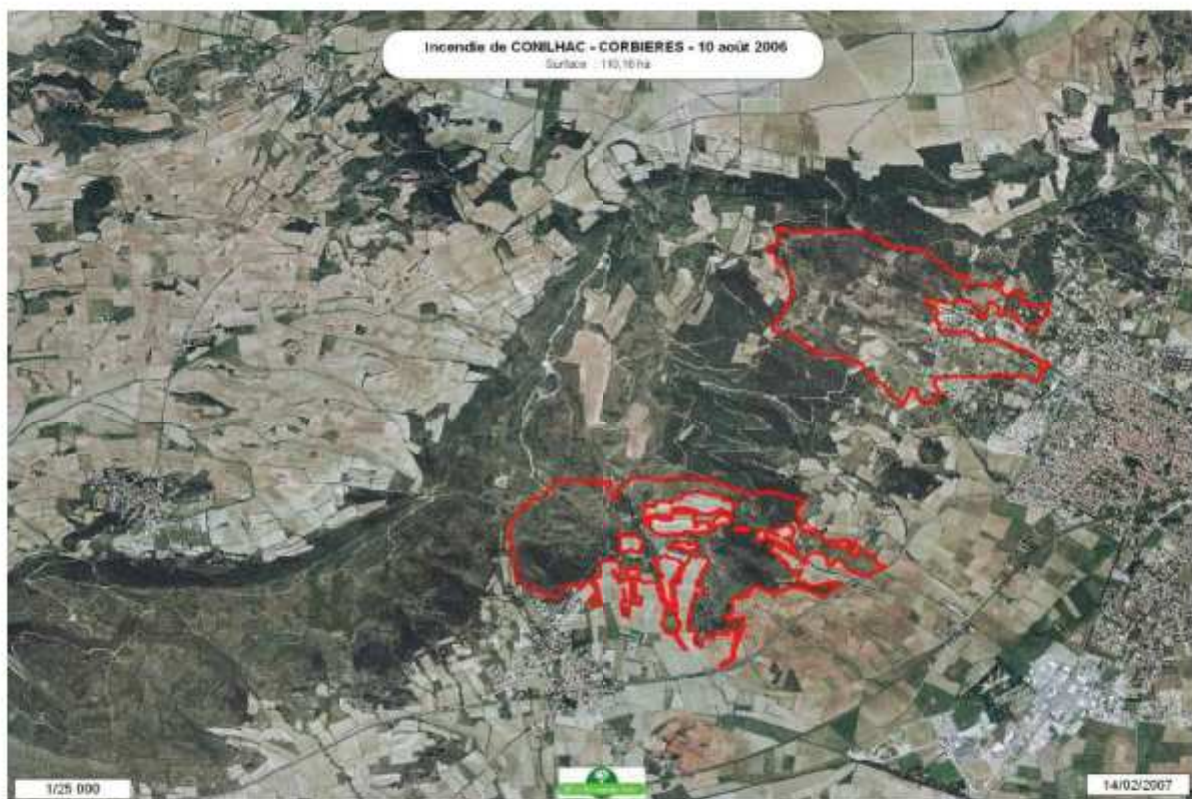 Incendie de CONILHAC - CORBIERES - 10 août 2006
Surface : 110,16 ha
1/25 000
14/02/2007